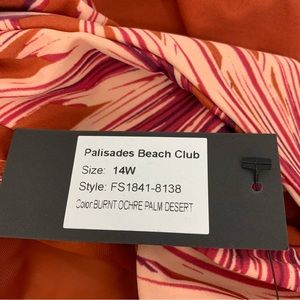 Palisades Beach Club
Size: 14W
Style: FS1841-8138
Color:BURNT OCHRE PALM DESERT